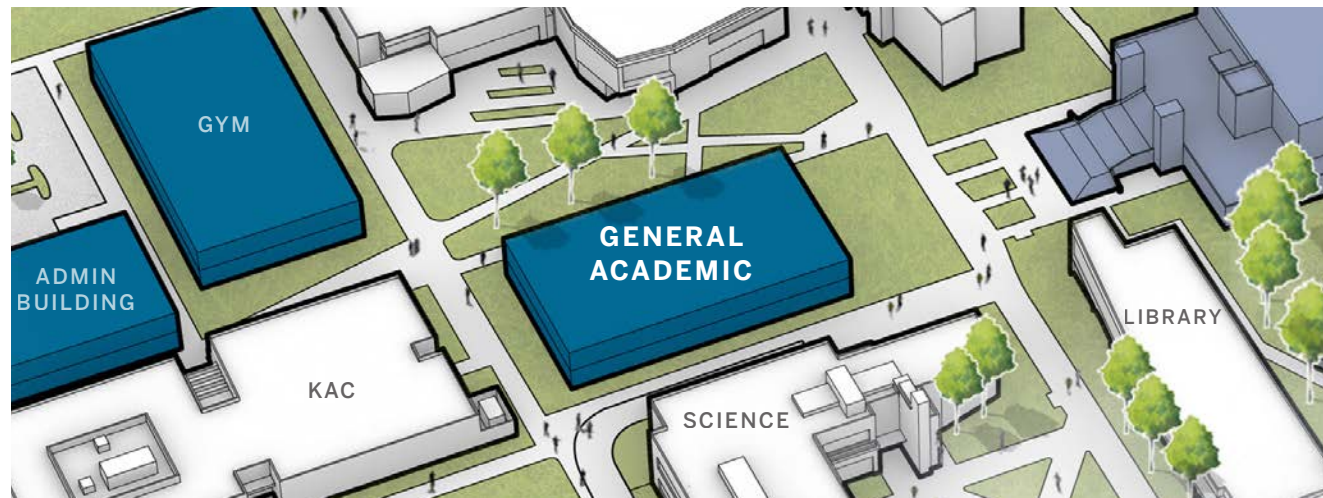 GYM
GENERAL
ACADEMIC
ADMIN
BUILDING
LIBRARY
KAC
SCIENCE